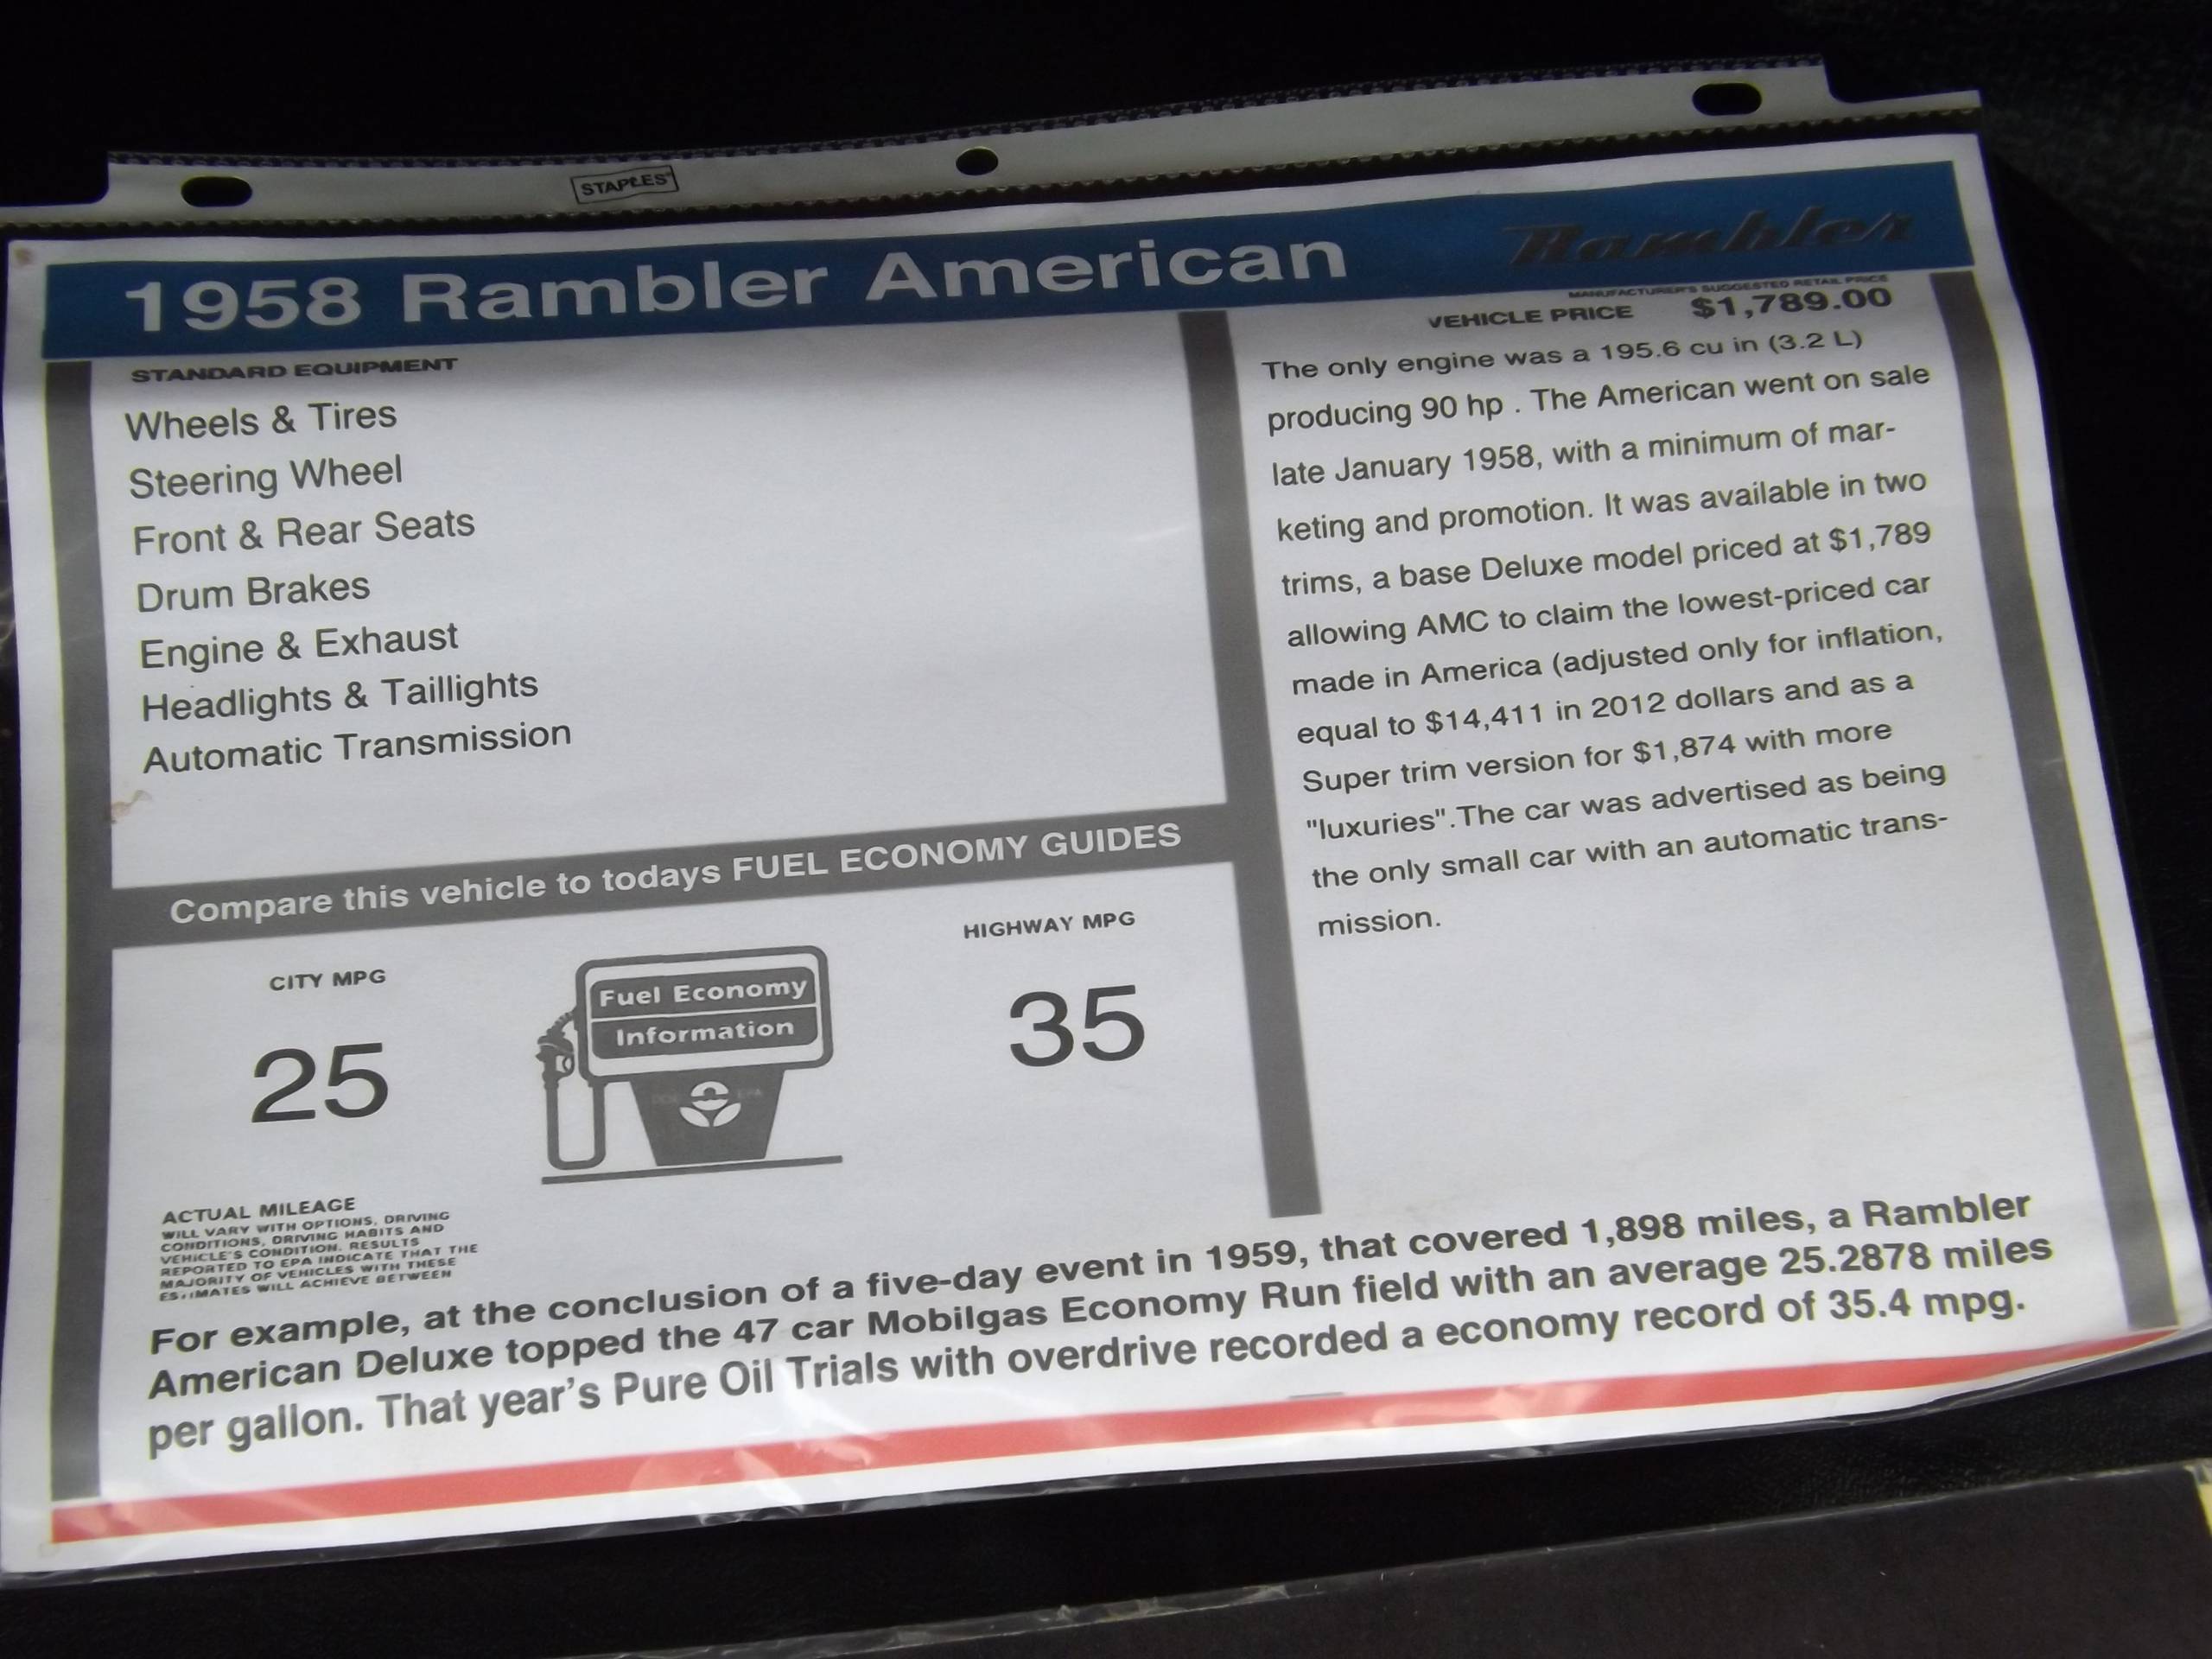 STAPLES
1958 Rambler American
Rambler
STANDARD EQUIPMENT
Wheels & Tires
Steering Wheel
Front & Rear Seats
Drum Brakes
Engine & Exhaust
Headlights & Taillights
Automatic Transmission
MANUFACTURER'S SUGGESTED RETAIL PRICE
VEHICLE PRICE $1,789.00
The only engine was a 195.6 cu in (3.2 L)
producing 90 hp . The American went on sale
late January 1958, with a minimum of mar-
keting and promotion. It was available in two
trims, a base Deluxe model priced at $1,789
allowing AMC to claim the lowest-priced car
made in America (adjusted only for inflation,
equal to $14,411 in 2012 dollars and as a
Super trim version for $1,874 with more
"luxuries".The car was advertised as being
the only small car with an automatic trans-
mission.
Compare this vehicle to todays FUEL ECONOMY GUIDES
CITY MPG
25
Fuel Economy
Information
HIGHWAY MPG
35
ACTUAL MILEAGE
WILL VARY WITH OPTIONS, DRIVING
CONDITIONS, DRIVING HABITS AND
VEHICLE'S CONDITION. RESULTS
REPORTED TO EPA INDICATE THAT THE
MAJORITY OF VEHICLES WITH THESE
ESTIMATES WILL ACHIEVE BETWEEN
For example, at the conclusion of a five-day event in 1959, that covered 1,898 miles, a Rambler
American Deluxe topped the 47 car Mobilgas Economy Run field with an average 25.2878 miles
per gallon. That year's Pure Oil Trials with overdrive recorded a economy record of 35.4 mpg.